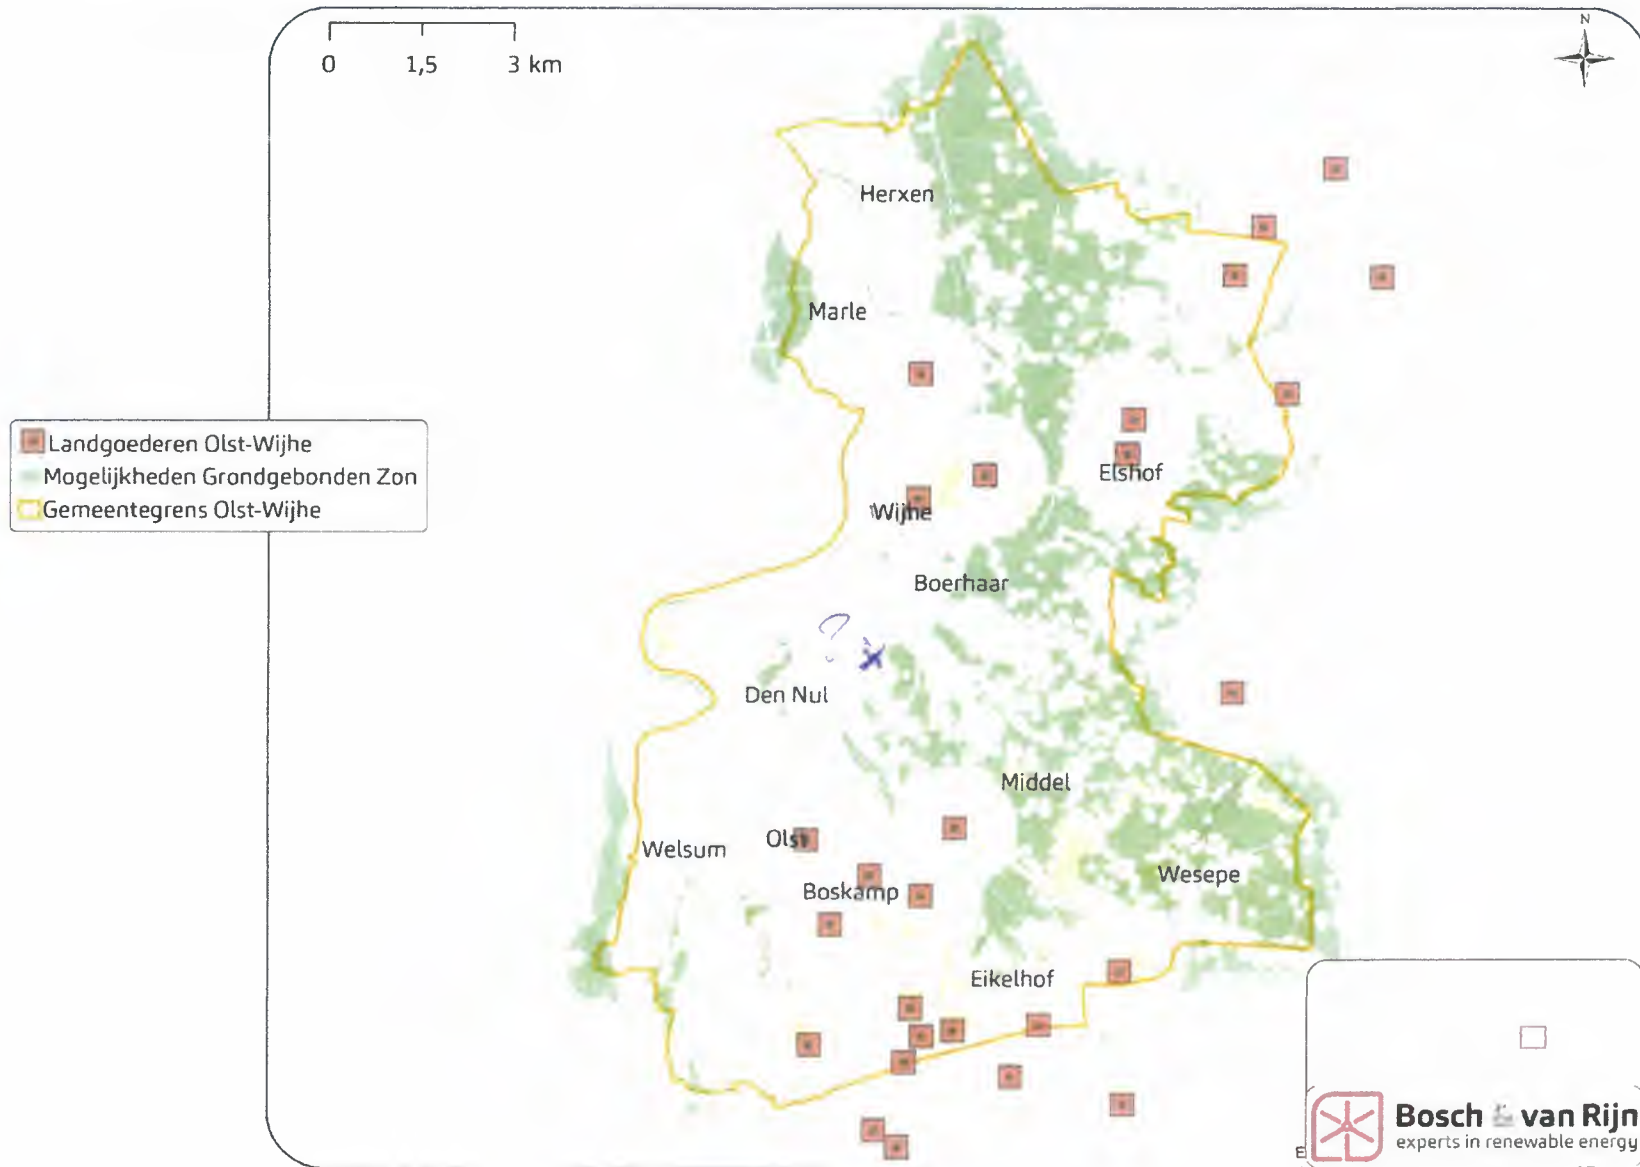 N
0 1,5 3 km
Herxen
Marle
Landgoederen Olst-Wijhe
Mogelijkheden Grondgebonden Zon
Gemeentegrens Olst-Wijhe
Elshof
Wijhe
Boerhaar
?
x
Den Nul
Middel
Olst
Welsum
Wesepe
Boskamp
Eikelhof
Bosch & van Rijn
experts in renewable energy
E